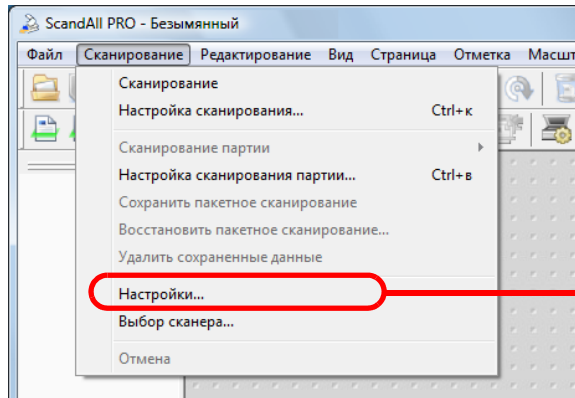 ScandAll PRO - Безымянный
Файл Сканирование Редактирование Вид Страница Отметка Масшт
Сканирование
Настройка сканирования... Ctrl+к
Сканирование партии
Настройка сканирования партии... Ctrl+в
Сохранить пакетное сканирование
Восстановить пакетное сканирование...
Удалить сохраненные данные
Настройки...
Выбор сканера...
Отмена